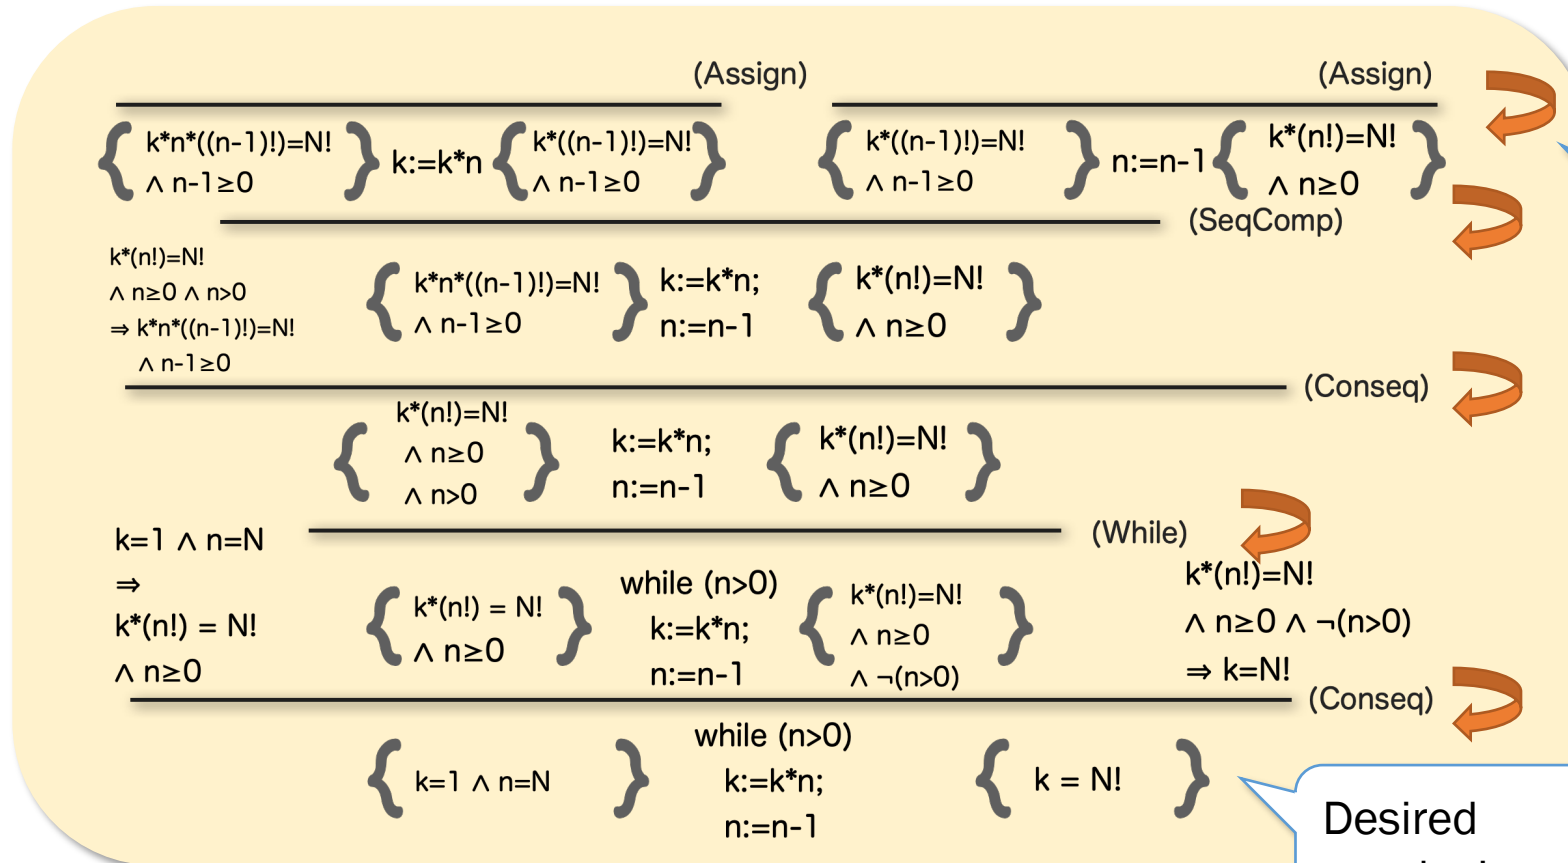 (Assign) (Assign)
{ k*n*((n-1)!)=N! ∧ n-1≥0 } k:=k*n { k*((n-1)!)=N! ∧ n-1≥0 }
{ k*((n-1)!)=N! ∧ n-1≥0 } n:=n-1 { k*(n!)=N! ∧ n≥0 }
(SeqComp)
k*(n!)=N!
∧ n≥0 ∧ n>0
⇒ k*n*((n-1)!)=N!
∧ n-1≥0
{ k*n*((n-1)!)=N! ∧ n-1≥0 } k:=k*n; n:=n-1 { k*(n!)=N! ∧ n≥0 }
(Conseq)
{ k*(n!)=N! ∧ n≥0 ∧ n>0 } k:=k*n; n:=n-1 { k*(n!)=N! ∧ n≥0 }
(While)
k=1 ∧ n=N
⇒
k*(n!) = N!
∧ n≥0
{ k*(n!) = N! ∧ n≥0 } while (n>0) k:=k*n; n:=n-1 { k*(n!)=N! ∧ n≥0 ∧ ¬(n>0) }
k*(n!)=N!
∧ n≥0 ∧ ¬(n>0)
⇒ k=N!
(Conseq)
{ k=1 ∧ n=N } while (n>0) k:=k*n; n:=n-1 { k = N! }
Desired